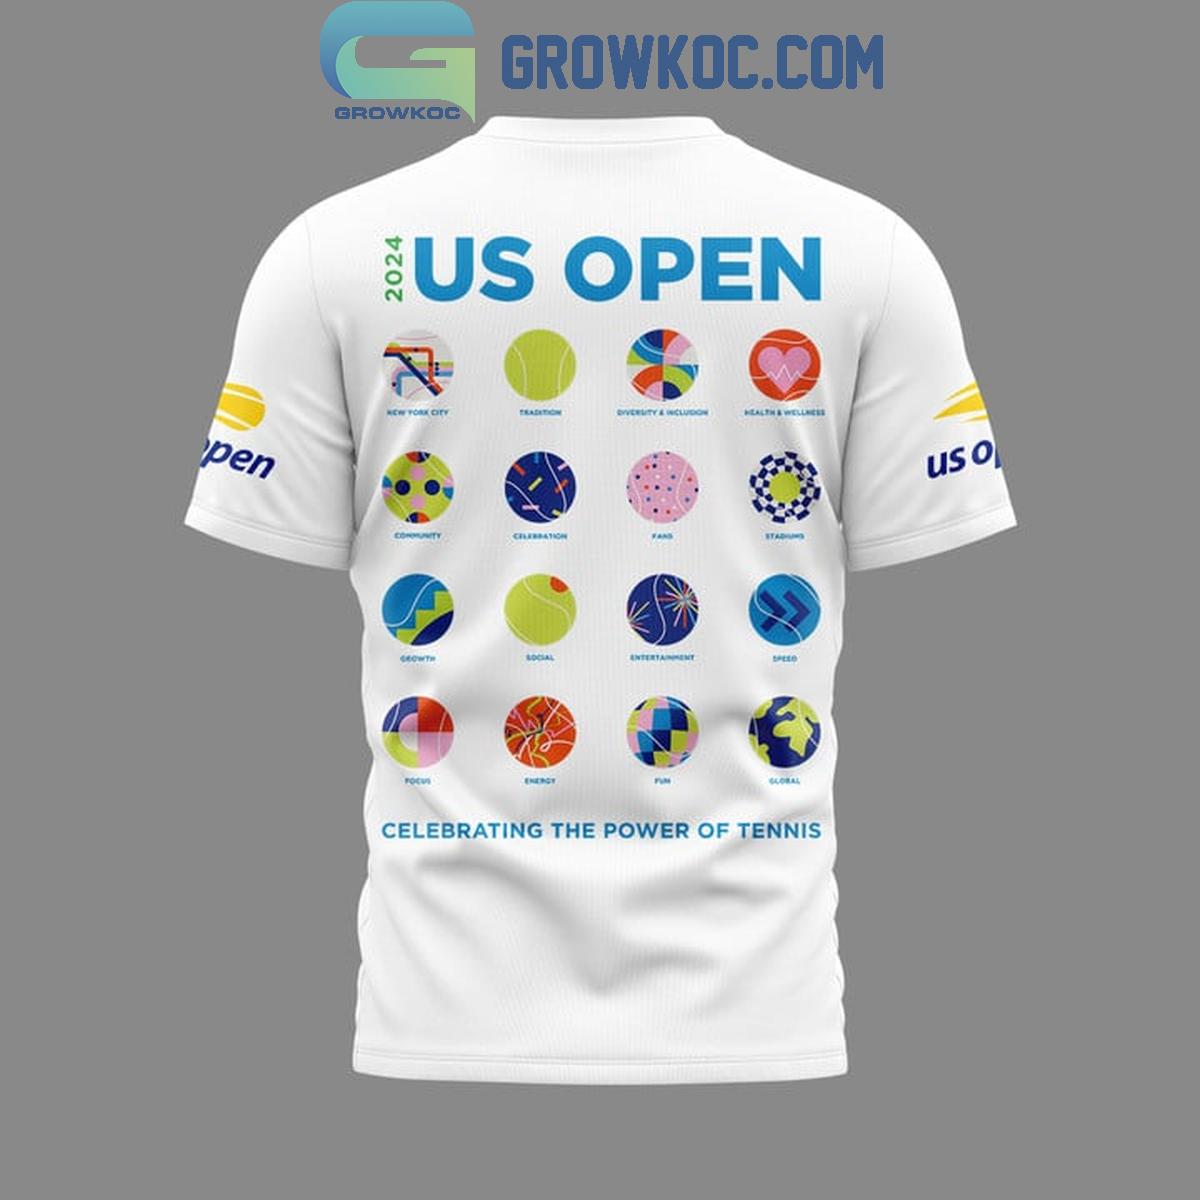 GROWKOC
GROWKOC.COM
2024
US OPEN
NEW YORK CITY
TRADITION
DIVERSITY & INCLUSION
HEALTH & WELLNESS
open
us op
COMMUNITY
CELEBRATION
FANS
STADIUMS
GROWTH
SOCIAL
ENTERTAINMENT
SPEED
FOCUS
ENERGY
FUN
GLOBAL
CELEBRATING THE POWER OF TENNIS